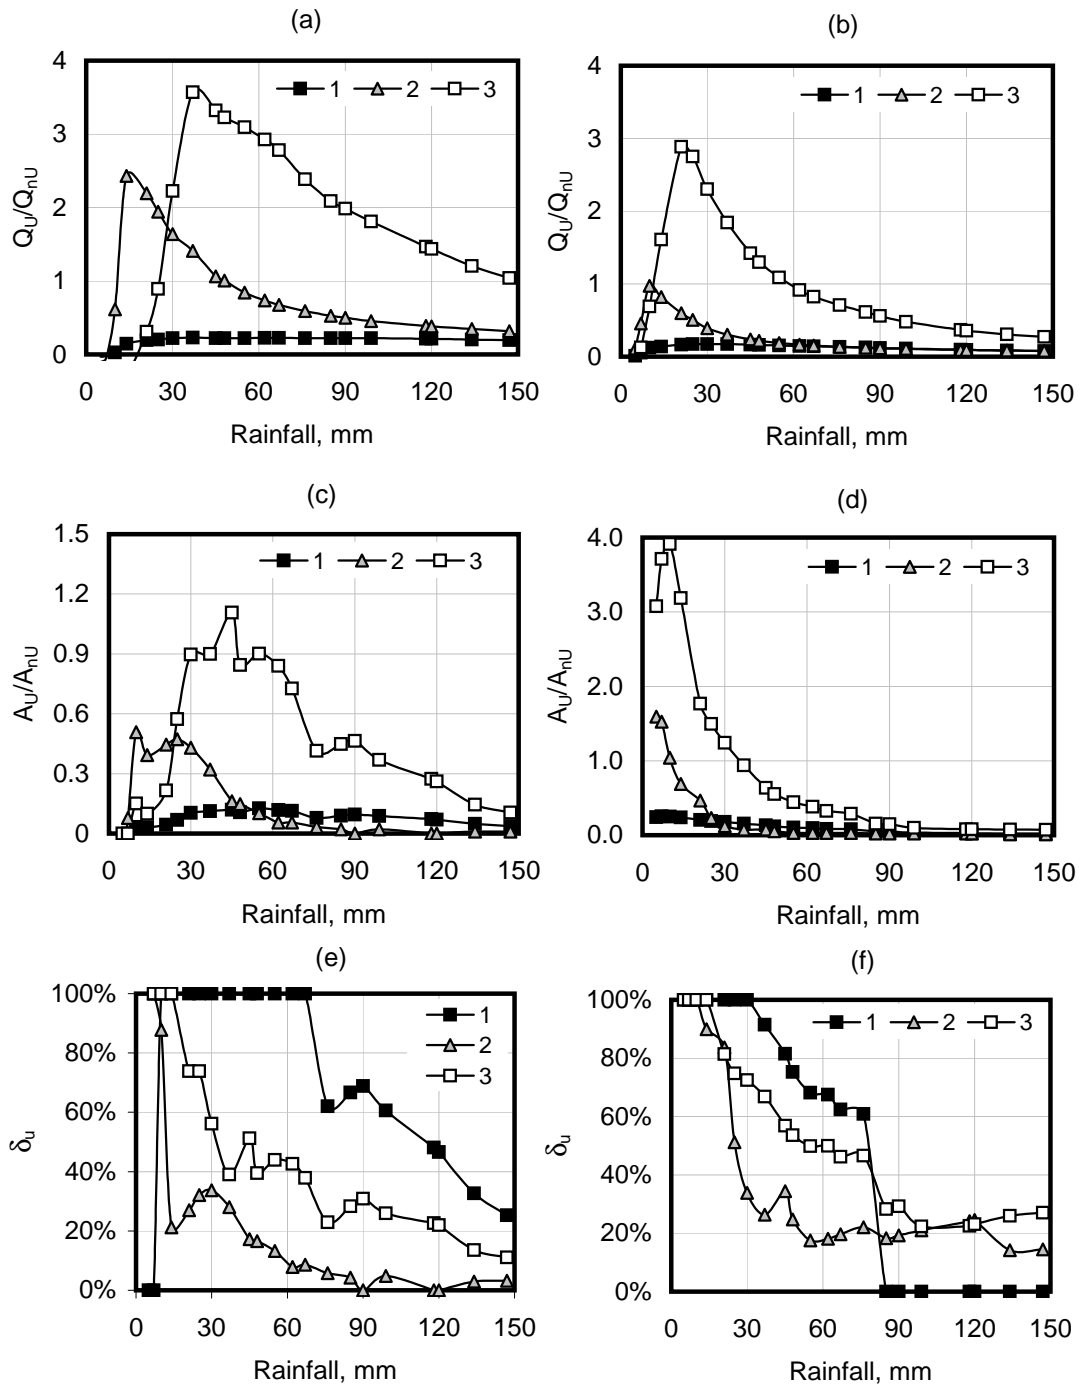 (a)
4
3
2
1
0
Q_U/Q_nU
1 2 3
0 30 60 90 120 150
Rainfall, mm
(b)
4
3
2
1
0
Q_U/Q_nU
1 2 3
0 30 60 90 120 150
Rainfall, mm
(c)
1.5
1.2
0.9
0.6
0.3
0
A_U/A_nU
1 2 3
0 30 60 90 120 150
Rainfall, mm
(d)
4.0
3.0
2.0
1.0
0.0
A_U/A_nU
1 2 3
0 30 60 90 120 150
Rainfall, mm
(e)
100%
80%
60%
40%
20%
0%
δ_u
1
2
3
0 30 60 90 120 150
Rainfall, mm
(f)
100%
80%
60%
40%
20%
0%
δ_u
1 2 3
0 30 60 90 120 150
Rainfall, mm